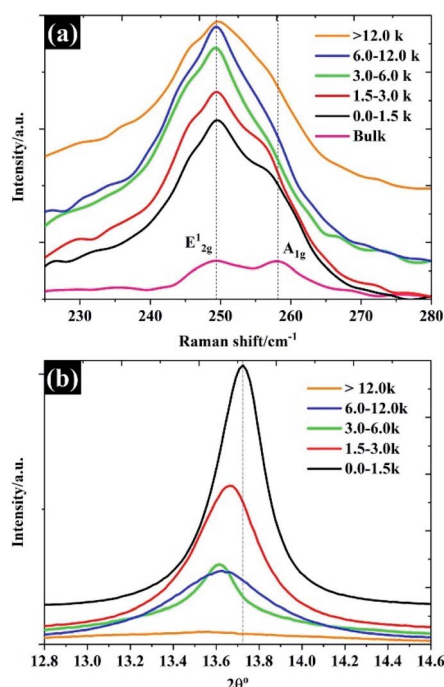 (a)
>12.0 k
6.0-12.0 k
3.0-6.0 k
1.5-3.0 k
0.0-1.5 k
Bulk
Intensity/a.u.
E¹2g
A1g
230 240 250 260 270 280
Raman shift/cm⁻¹
(b)
> 12.0k
6.0-12.0k
3.0-6.0k
1.5-3.0k
0.0-1.5k
Intensity/a.u.
12.8 13.0 13.2 13.4 13.6 13.8 14.0 14.2 14.4 14.6
2θº